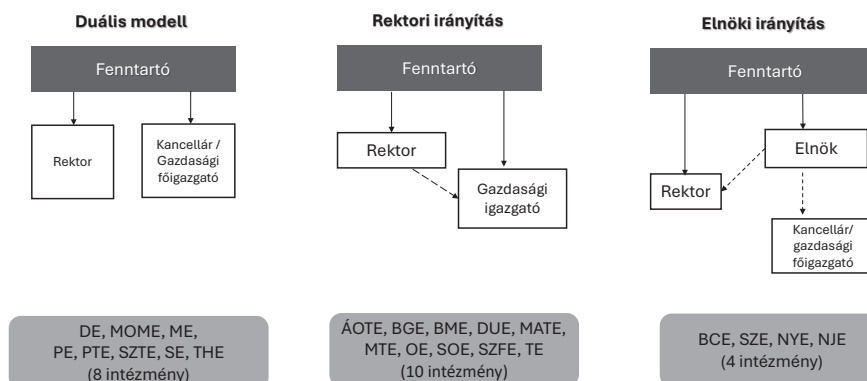 Duális modell
Fenntartó
Rektor
Kancellár /
Gazdasági
főigazgató
DE, MOME, ME,
PE, PTE, SZTE, SE, THE
(8 intézmény)
Rektori irányítás
Fenntartó
Rektor
Gazdasági
igazgató
ÁOTE, BGE, BME, DUE, MATE,
MTE, OE, SOE, SZFE, TE
(10 intézmény)
Elnöki irányítás
Fenntartó
Elnök
Rektor
Kancellár/
gazdasági
főigazgató
BCE, SZE, NYE, NJE
(4 intézmény)